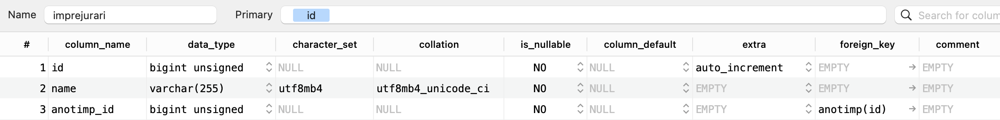 Name imprejurari Primary id Search for colum
# column_name data_type character_set collation is_nullable column_default extra foreign_key comment
1 id bigint unsigned NULL NULL NO NULL auto_increment EMPTY EMPTY
2 name varchar(255) utf8mb4 utf8mb4_unicode_ci NO NULL EMPTY EMPTY EMPTY
3 anotimp_id bigint unsigned NULL NULL NO NULL EMPTY anotimp(id) EMPTY